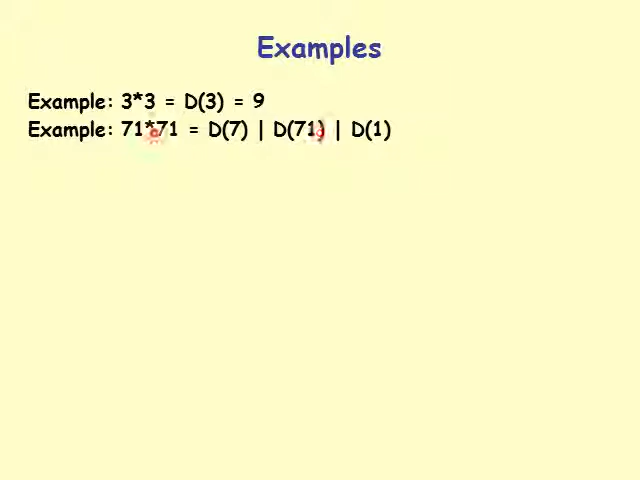 Examples
Example: 3*3 = D(3) = 9
Example: 71*71 = D(7) | D(71) | D(1)